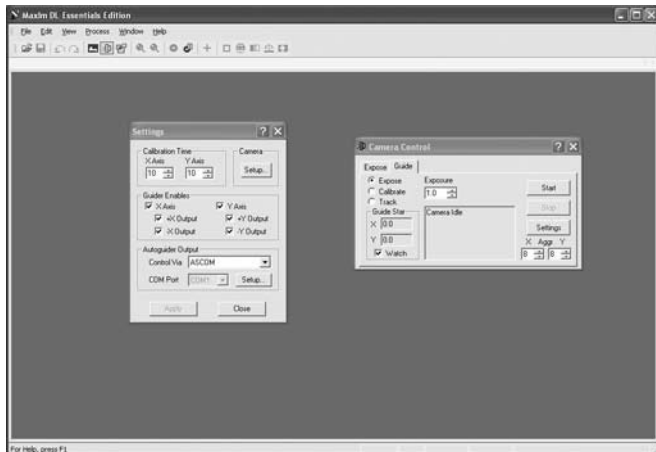 MaxIm DL Essentials Edition
File Edit View Process Window Help
Settings
Calibration Time
X Axis Y Axis
10 10
Camera
Setup...
Guider Enables
X Axis Y Axis
+X Output +Y Output
-X Output -Y Output
Autoguider Output
Control Via ASCOM
COM Port COM1 Setup...
Apply Close
Camera Control
Expose Guide
Expose
Calibrate
Track
Exposure
1.0
Start
Stop
Guide Star
X 0.0
Y 0.0
Watch
Camera Idle
Settings
X Aggr Y
8 8
For Help, press F1